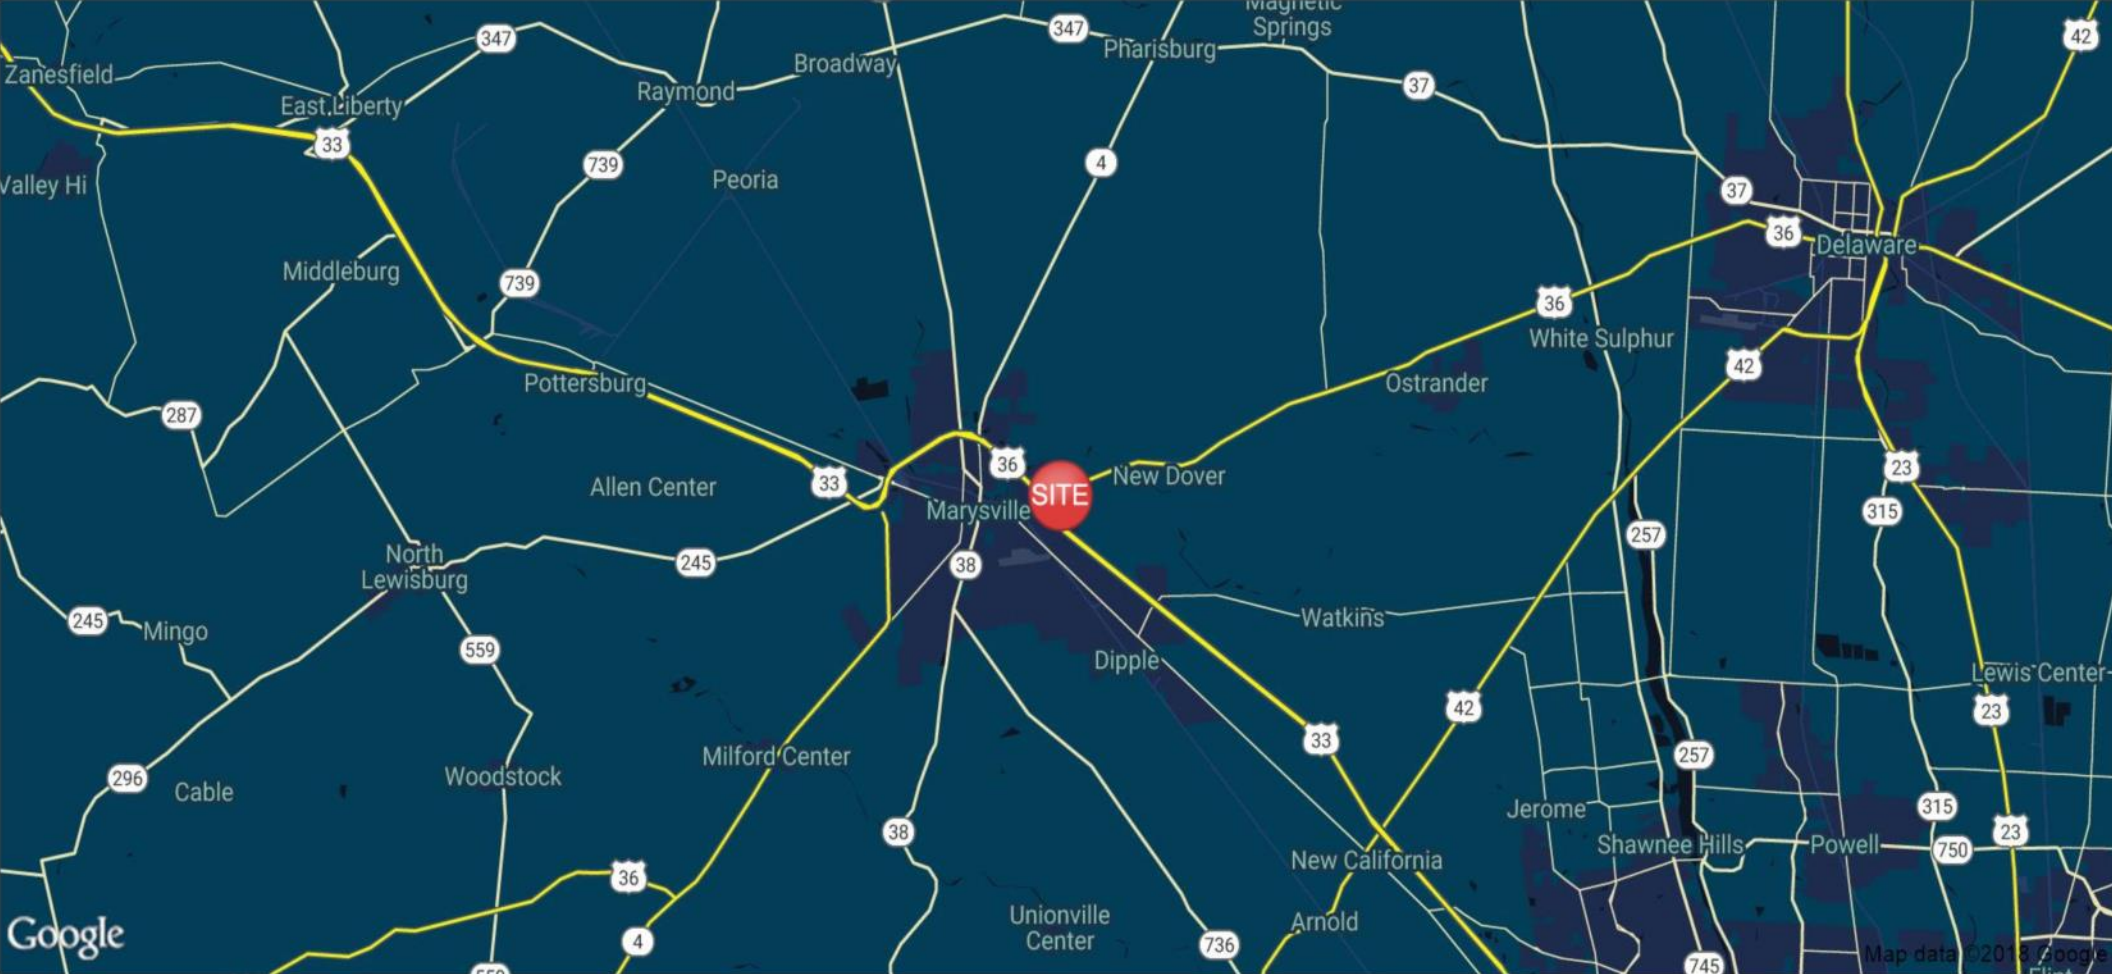 Magnetic
Springs
42
347
347
Pharisburg
Zanesfield
Broadway
Raymond
37
East Liberty
33
739
4
Peoria
Valley Hi
37
36
Delaware
Middleburg
739
36
White Sulphur
42
Pottersburg
Ostrander
287
36
SITE
New Dover
33
Allen Center
Marysville
23
315
257
North
Lewisburg
245
38
245
Mingo
559
Watkins
Dipple
Lewis Center
42
23
33
257
Milford Center
Woodstock
296
Cable
Jerome
315
38
23
Shawnee Hills
Powell
750
New California
36
Unionville
Center
Arnold
Google
4
736
Map data ©2018 Google
745
559